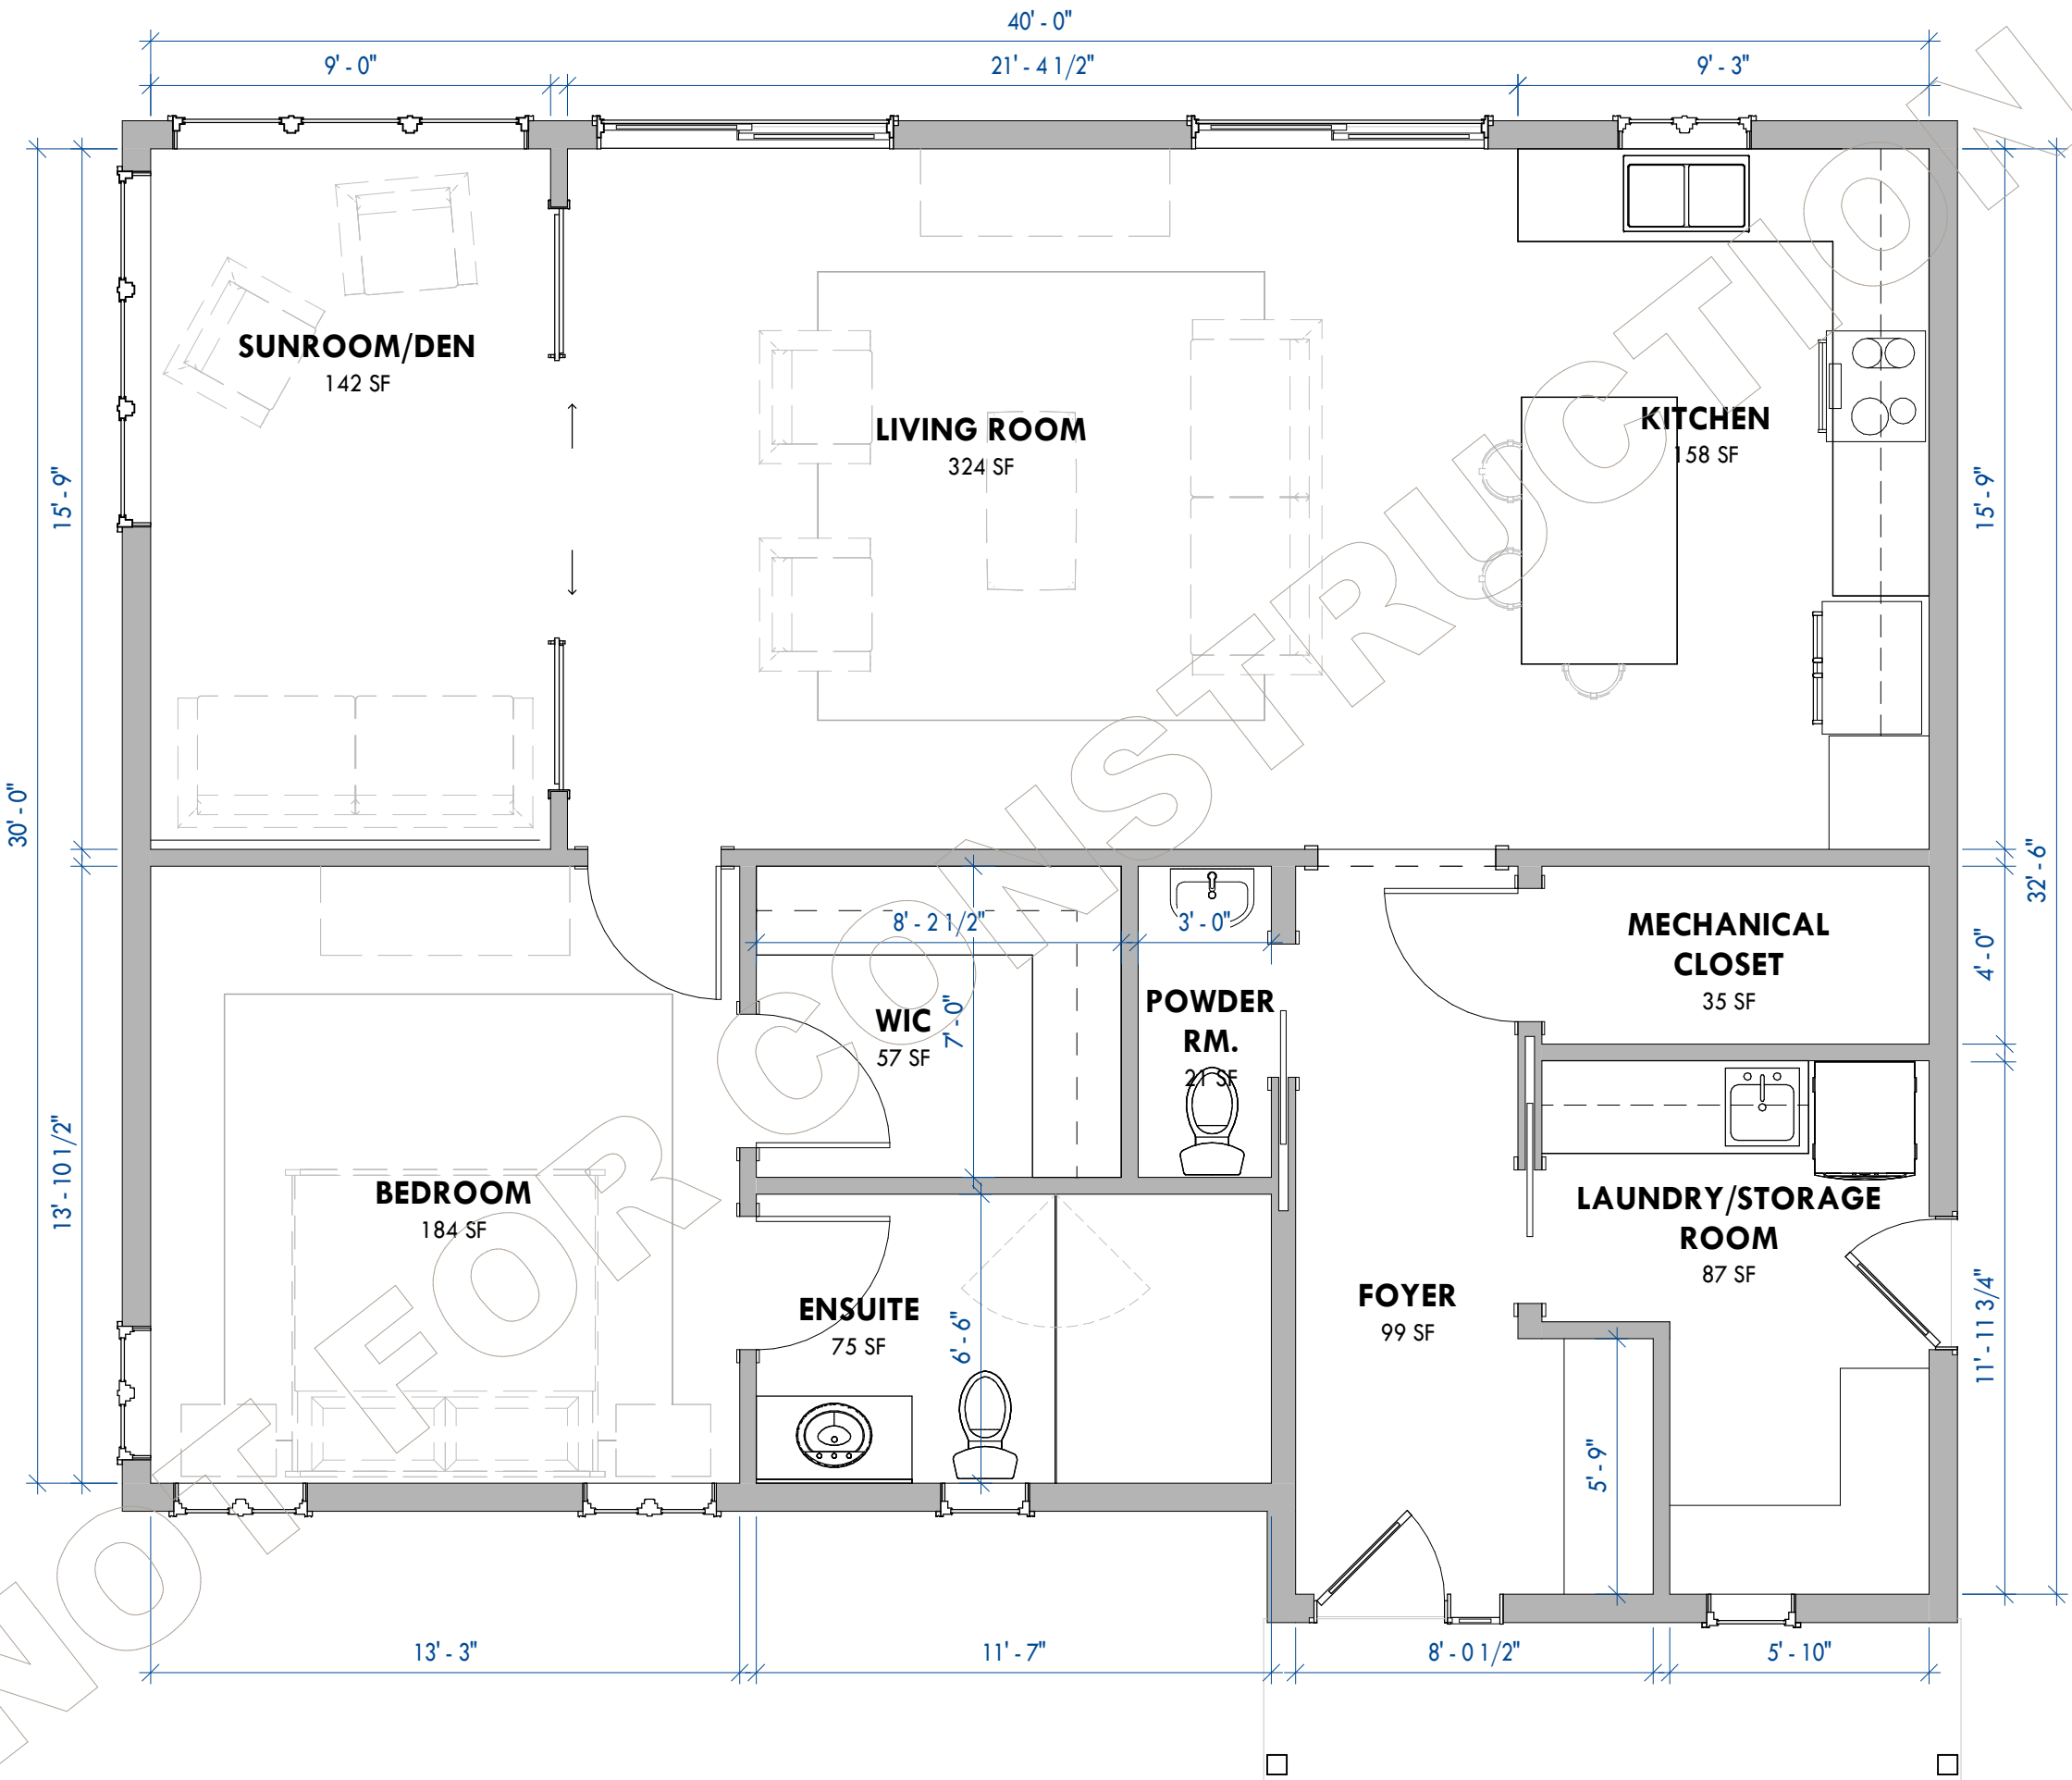 40' - 0"
9' - 0"
21' - 4 1/2"
9' - 3"
SUNROOM/DEN
142 SF
LIVING ROOM
324 SF
KITCHEN
158 SF
15' - 9"
15' - 9"
30' - 0"
32' - 6"
8' - 2 1/2"
3' - 0"
MECHANICAL
CLOSET
35 SF
4' - 0"
WIC
57 SF
7' - 0"
POWDER
RM.
21 SF
13' - 10 1/2"
BEDROOM
184 SF
LAUNDRY/STORAGE
ROOM
87 SF
ENSUITE
75 SF
6' - 6"
FOYER
99 SF
11' - 11 3/4"
5' - 9"
13' - 3"
11' - 7"
8' - 0 1/2"
5' - 10"
NOT FOR CONSTRUCTION